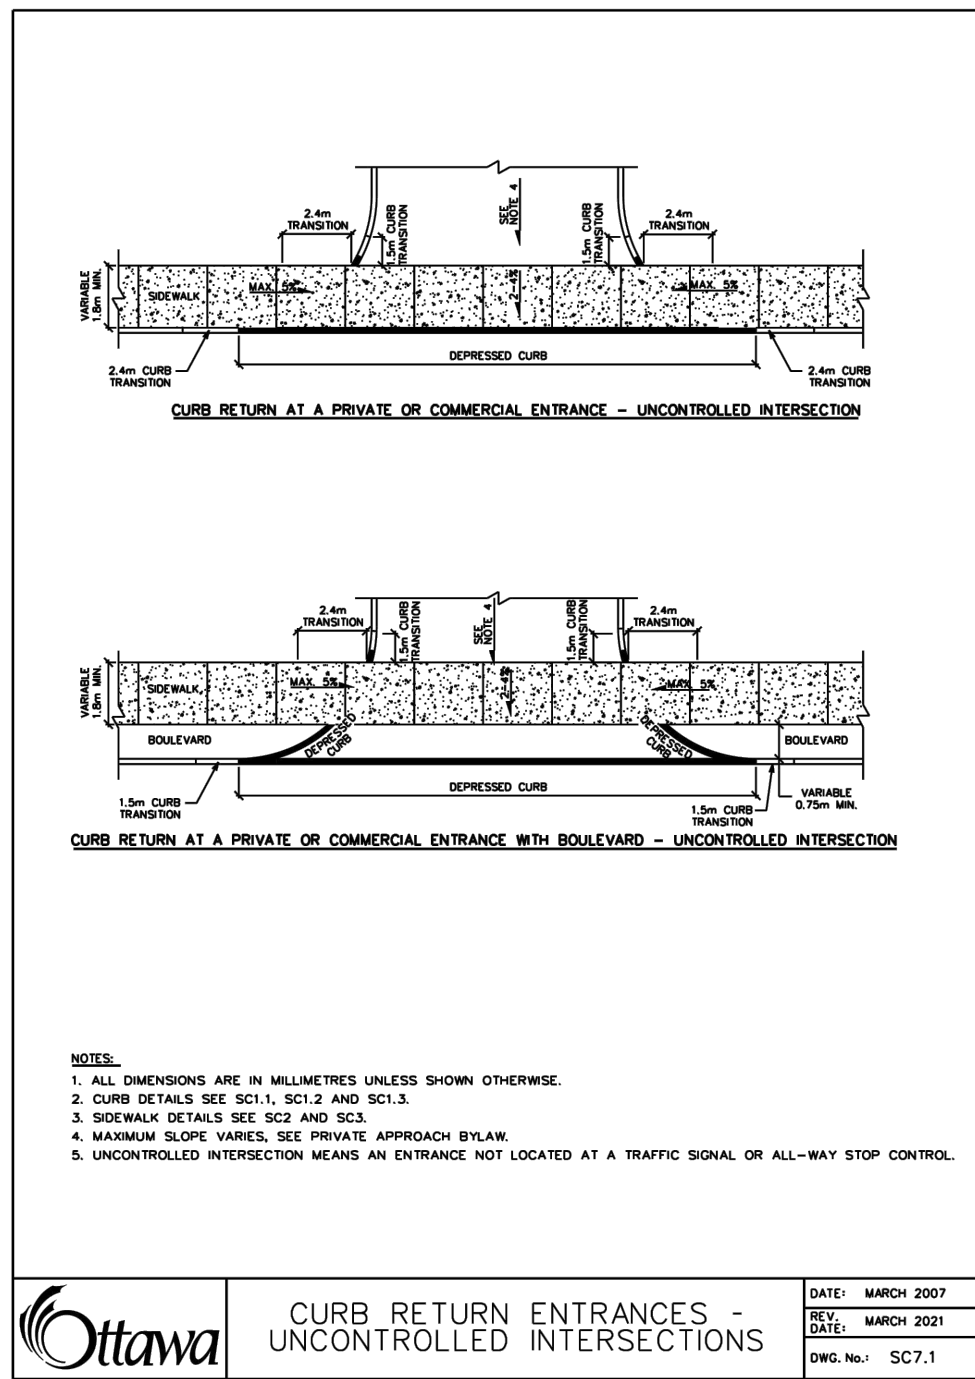 SEE
NOTE 4
2.4m
TRANSITION
1.5m CURB
TRANSITION
1.5m CURB
TRANSITION
2.4m
TRANSITION
VARIABLE
1.8m MIN.
SIDEWALK
MAX. 5%
2-4%
MAX. 5%
DEPRESSED CURB
2.4m CURB
TRANSITION
2.4m CURB
TRANSITION
CURB RETURN AT A PRIVATE OR COMMERCIAL ENTRANCE - UNCONTROLLED INTERSECTION
2.4m
TRANSITION
1.5m CURB
TRANSITION
SEE
NOTE 4
1.5m CURB
TRANSITION
2.4m
TRANSITION
VARIABLE
1.8m MIN.
SIDEWALK
MAX. 5%
2-4%
MAX. 5%
BOULEVARD
DEPRESSED
CURB
DEPRESSED
CURB
BOULEVARD
DEPRESSED CURB
1.5m CURB
TRANSITION
1.5m CURB
TRANSITION
VARIABLE
0.75m MIN.
CURB RETURN AT A PRIVATE OR COMMERCIAL ENTRANCE WITH BOULEVARD - UNCONTROLLED INTERSECTION
NOTES:
1. ALL DIMENSIONS ARE IN MILLIMETRES UNLESS SHOWN OTHERWISE.
2. CURB DETAILS SEE SC1.1, SC1.2 AND SC1.3.
3. SIDEWALK DETAILS SEE SC2 AND SC3.
4. MAXIMUM SLOPE VARIES, SEE PRIVATE APPROACH BYLAW.
5. UNCONTROLLED INTERSECTION MEANS AN ENTRANCE NOT LOCATED AT A TRAFFIC SIGNAL OR ALL-WAY STOP CONTROL.
Ottawa
CURB RETURN ENTRANCES -
UNCONTROLLED INTERSECTIONS
DATE: MARCH 2007
REV. DATE: MARCH 2021
DWG. No.: SC7.1